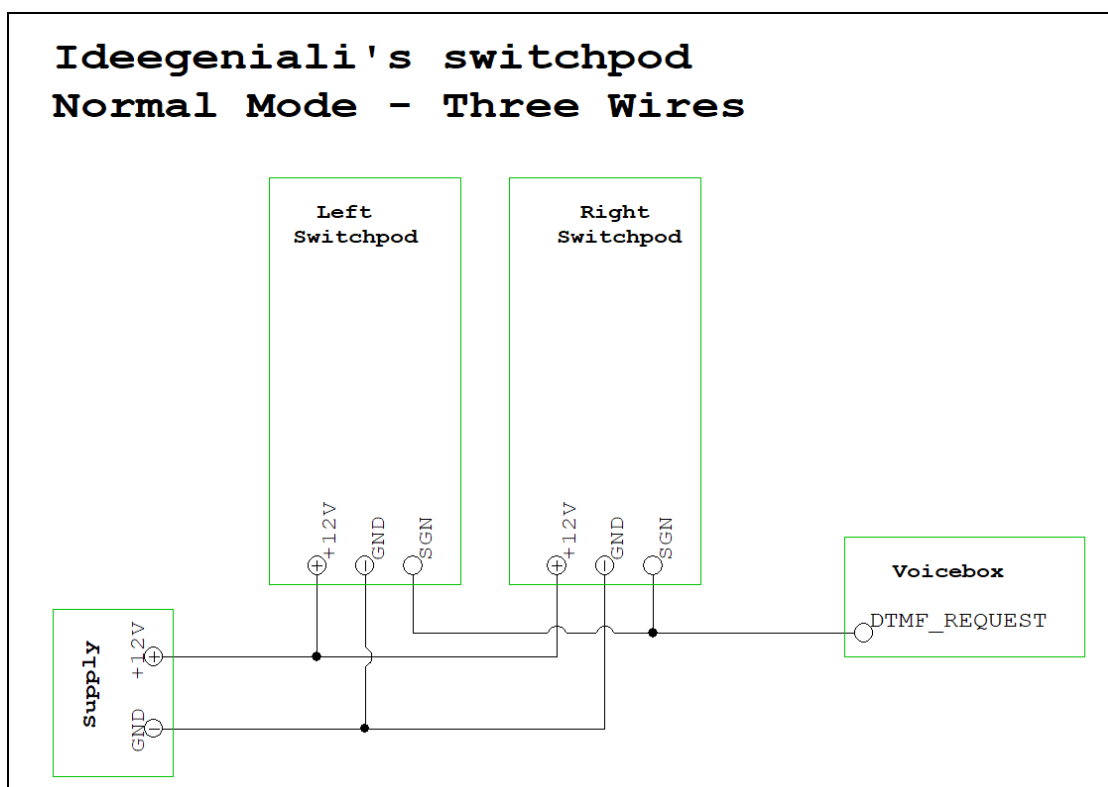 Ideegeniali's switchpod
Normal Mode - Three Wires
Left
Switchpod
Right
Switchpod
+12V
GND
SGN
+12V
GND
SGN
Voicebox
DTMF_REQUEST
Supply
+12V
GND